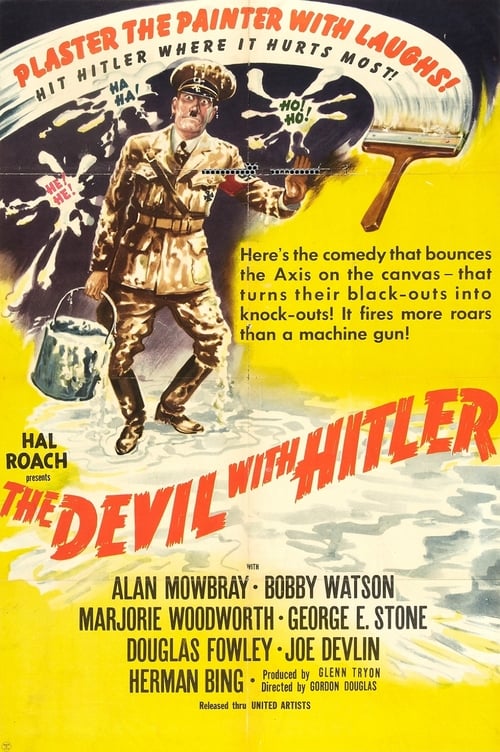 PLASTER THE PAINTER WITH LAUGHS!
HIT HITLER WHERE IT HURTS MOST!
HA
HA!
HO!
HO!
HEY
HE!
Here's the comedy that bounces
the Axis on the canvas – that
turns their black-outs into
knock-outs! It fires more roars
than a machine gun!
HAL
ROACH
presents
THE DEVIL WITH HITLER
WITH
ALAN MOWBRAY · BOBBY WATSON
MARJORIE WOODWORTH · GEORGE E. STONE
DOUGLAS FOWLEY · JOE DEVLIN
HERMAN BING · Produced by GLENN TRYON
Directed by GORDON DOUGLAS
Released thru UNITED ARTISTS